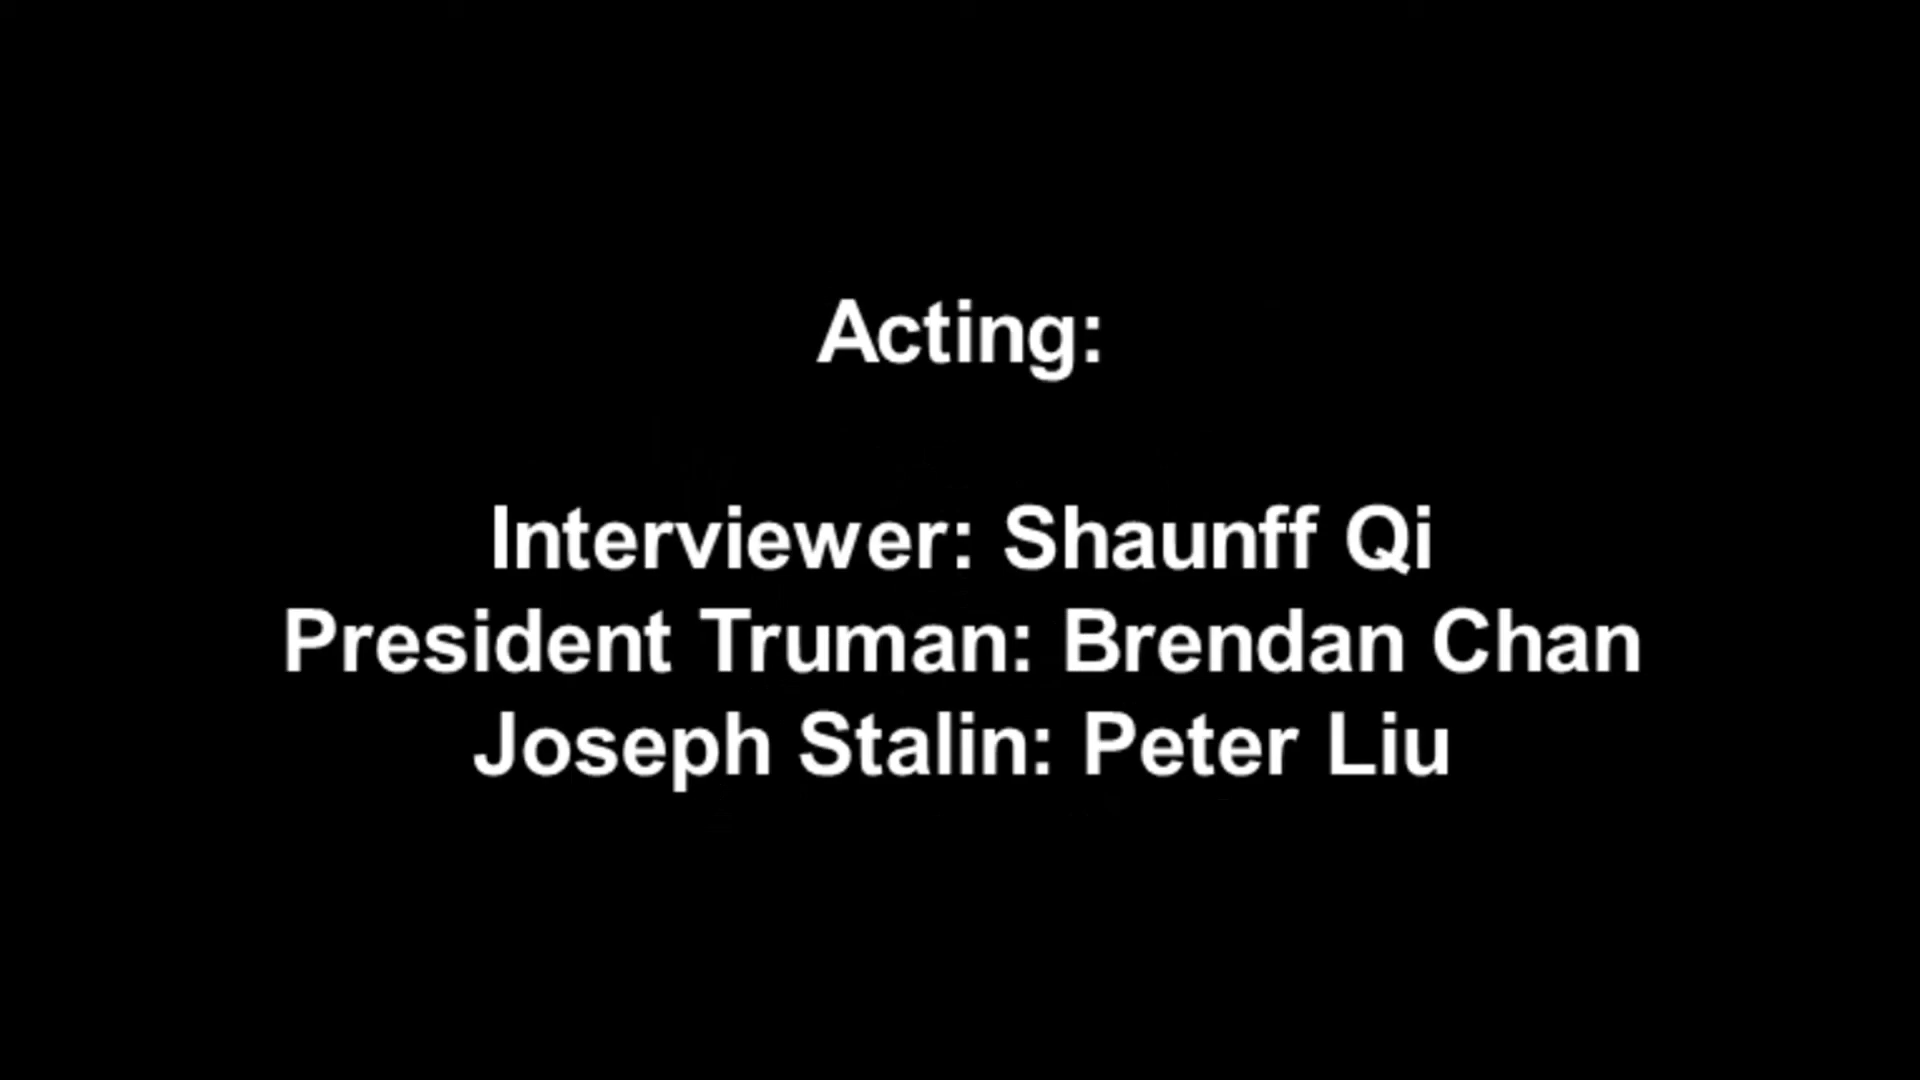 Acting:
Interviewer: Shaunff Qi
President Truman: Brendan Chan
Joseph Stalin: Peter Liu